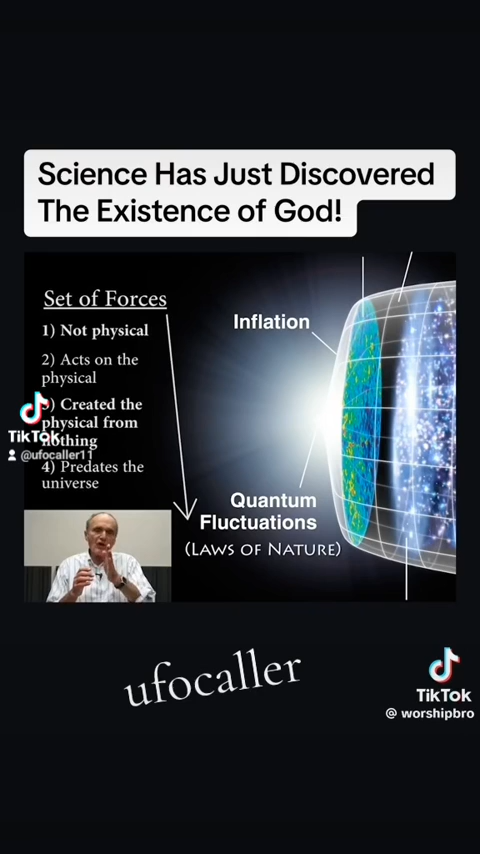 Science Has Just Discovered
The Existence of God!
Set of Forces
1) Not physical
2) Acts on the
physical
3) Created the
physical from
nothing
4) Predates the
universe
Inflation
Quantum
Fluctuations
(Laws of Nature)
TikTok
@ufocaller11
ufocaller
TikTok
@ worshipbro